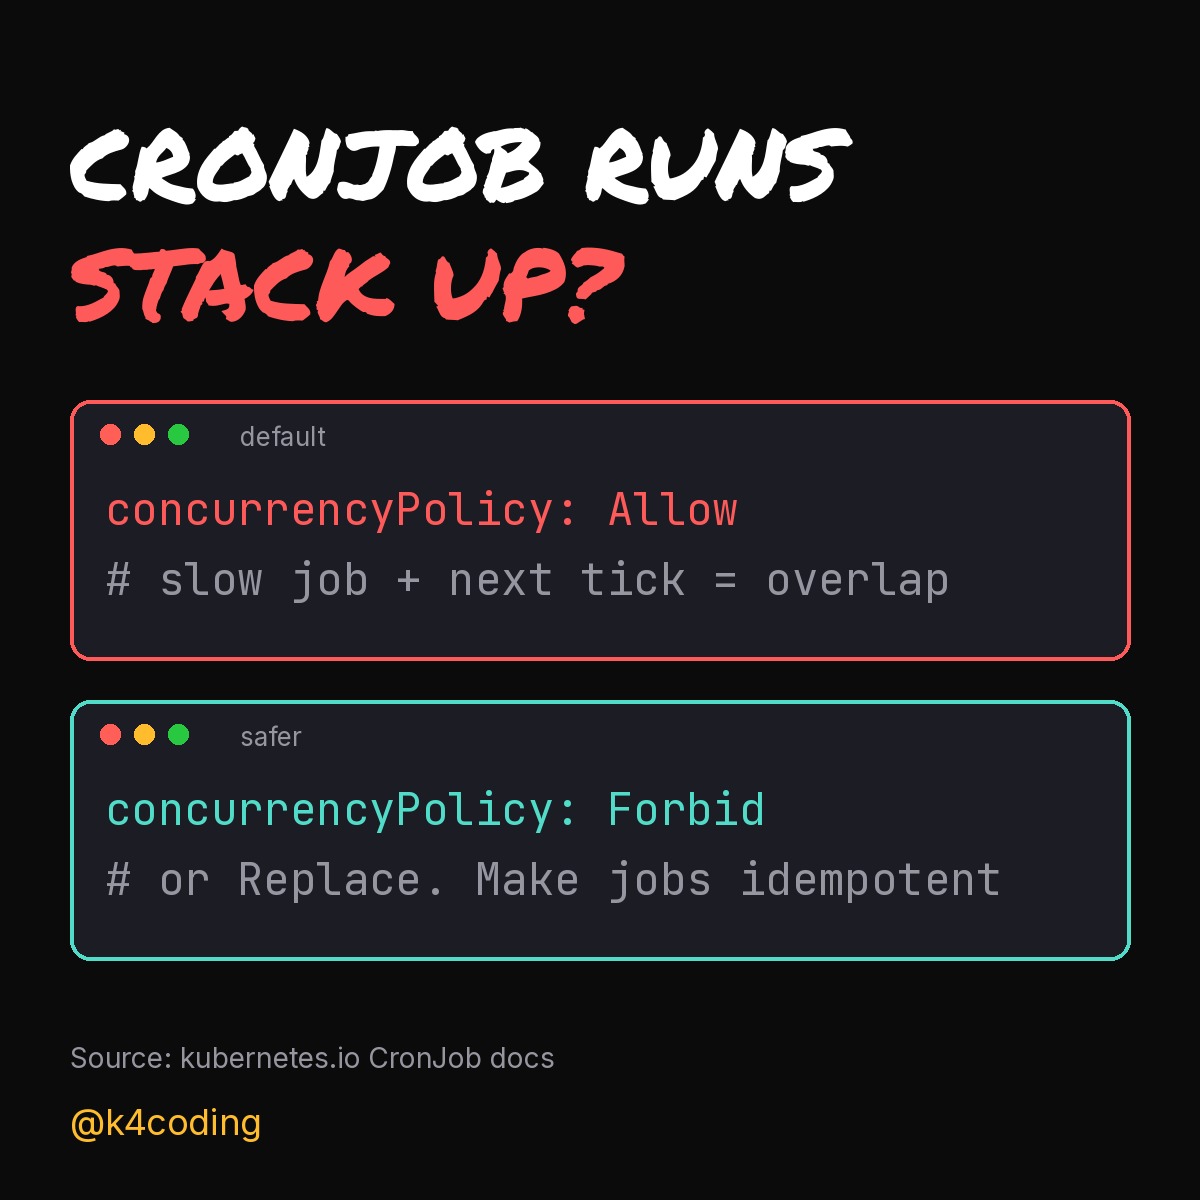 CRONJOB RUNS
STACK UP?
default
concurrencyPolicy: Allow
# slow job + next tick = overlap
safer
concurrencyPolicy: Forbid
# or Replace. Make jobs idempotent
Source: kubernetes.io CronJob docs
@k4coding